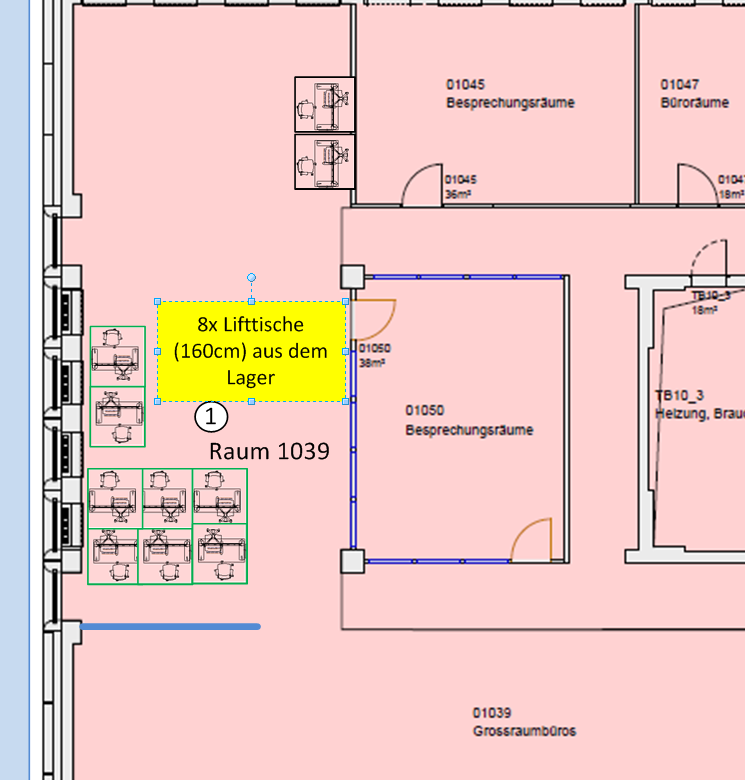 01045
Besprechungsräume
01047
Büroräume
01045
36m²
0104
18m²
8x Lifttische
(160cm) aus dem
Lager
1
Raum 1039
01050
38m²
01050
Besprechungsräume
TB10_3
18m²
TB10_3
Heizung, Brauc
01039
Grossraumbüros